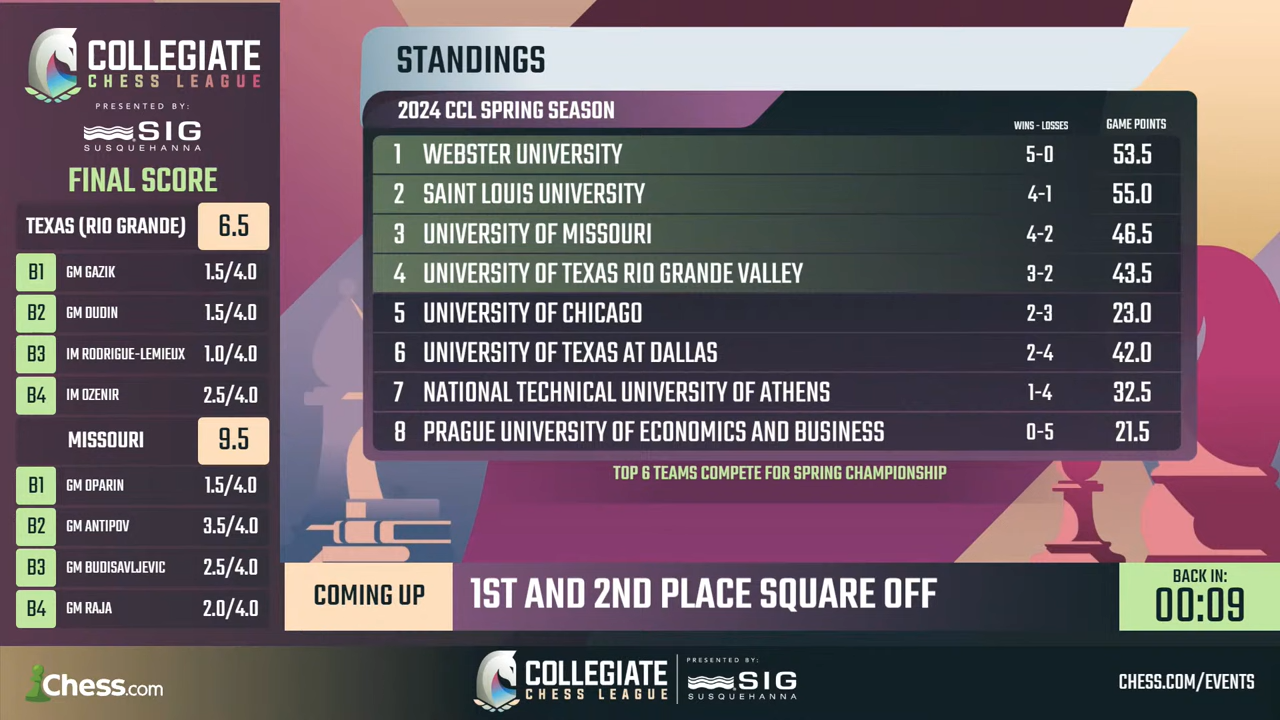 COLLEGIATE
CHESS LEAGUE
PRESENTED BY:
SIG
SUSQUEHANNA
FINAL SCORE
TEXAS (RIO GRANDE) 6.5
B1 GM GAZIK 1.5/4.0
B2 GM DUDIN 1.5/4.0
B3 IM RODRIGUE-LEMIEUX 1.0/4.0
B4 IM OZENIR 2.5/4.0
MISSOURI 9.5
B1 GM OPARIN 1.5/4.0
B2 GM ANTIPOV 3.5/4.0
B3 GM BUDISAVLJEVIC 2.5/4.0
B4 GM RAJA 2.0/4.0
STANDINGS
2024 CCL SPRING SEASON
WINS - LOSSES GAME POINTS
1 WEBSTER UNIVERSITY 5-0 53.5
2 SAINT LOUIS UNIVERSITY 4-1 55.0
3 UNIVERSITY OF MISSOURI 4-2 46.5
4 UNIVERSITY OF TEXAS RIO GRANDE VALLEY 3-2 43.5
5 UNIVERSITY OF CHICAGO 2-3 23.0
6 UNIVERSITY OF TEXAS AT DALLAS 2-4 42.0
7 NATIONAL TECHNICAL UNIVERSITY OF ATHENS 1-4 32.5
8 PRAGUE UNIVERSITY OF ECONOMICS AND BUSINESS 0-5 21.5
TOP 6 TEAMS COMPETE FOR SPRING CHAMPIONSHIP
COMING UP 1ST AND 2ND PLACE SQUARE OFF
BACK IN:
00:09
Chess.com
COLLEGIATE
CHESS LEAGUE
PRESENTED BY:
SIG
SUSQUEHANNA
CHESS.COM/EVENTS